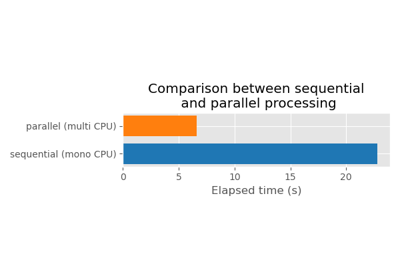 Comparison between sequential
and parallel processing
parallel (multi CPU)
sequential (mono CPU)
0 5 10 15 20
Elapsed time (s)